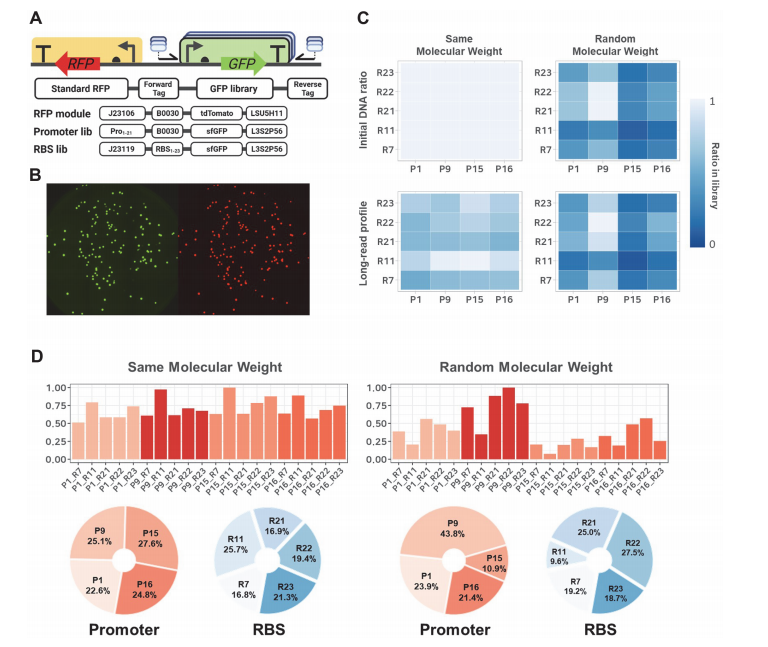 A
RFP
GFP
Standard RFP
Forward
Tag
GFP library
Reverse
Tag
RFP module J23106 B0030 tdTomato LSU5H11
Promoter lib Pro1-21 B0030 sfGFP L3S2P56
RBS lib J23119 RBS1-23 sfGFP L3S2P56
B
C
Same
Molecular Weight
Random
Molecular Weight
Initial DNA ratio
R23
R22
R21
R11
R7
P1 P9 P15 P16
R23
R22
R21
R11
R7
P1 P9 P15 P16
Long-read profile
R23
R22
R21
R11
R7
P1 P9 P15 P16
R23
R22
R21
R11
R7
P1 P9 P15 P16
1
Ratio in library
0
D
Same Molecular Weight
1.00
0.75
0.50
0.25
0.00
P1_R7 P1_R11 P1_R21 P1_R22 P1_R23 P9_R7 P9_R11 P9_R21 P9_R22 P9_R23 P15_R7 P15_R11 P15_R21 P15_R22 P15_R23 P16_R7 P16_R11 P16_R21 P16_R22 P16_R23
P9
25.1%
P15
27.6%
P1
22.6%
P16
24.8%
Promoter
R21
16.9%
R11
25.7%
R22
19.4%
R7
16.8%
R23
21.3%
RBS
Random Molecular Weight
1.00
0.75
0.50
0.25
0.00
P1_R7 P1_R11 P1_R21 P1_R22 P1_R23 P9_R7 P9_R11 P9_R21 P9_R22 P9_R23 P15_R7 P15_R11 P15_R21 P15_R22 P15_R23 P16_R7 P16_R11 P16_R21 P16_R22 P16_R23
P9
43.8%
P15
10.9%
P1
23.9%
P16
21.4%
Promoter
R21
25.0%
R11
9.6%
R22
27.5%
R7
19.2%
R23
18.7%
RBS